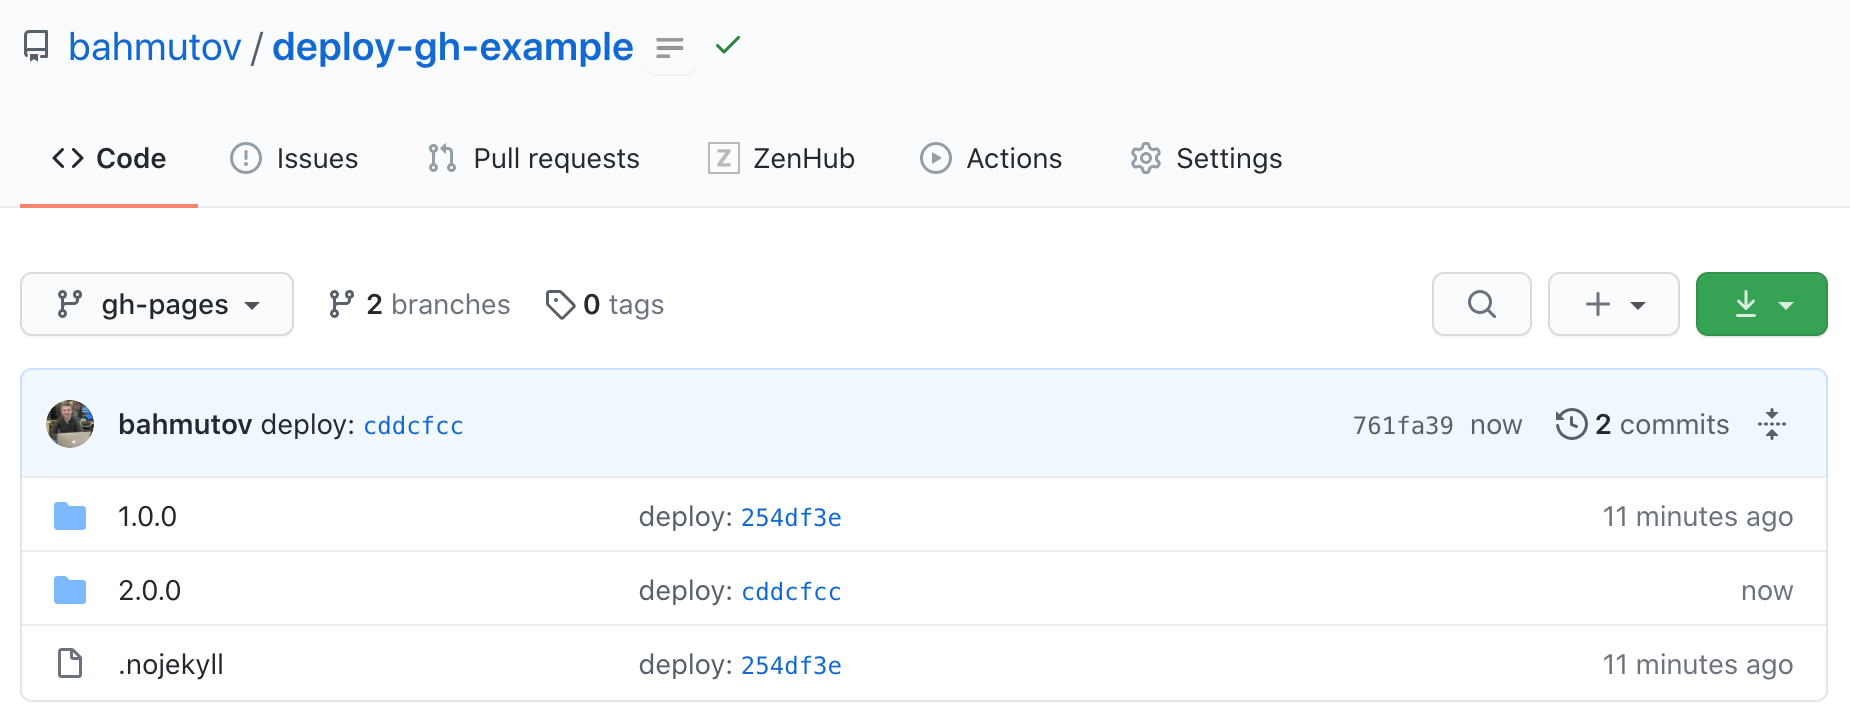 bahmutov / deploy-gh-example
Code Issues Pull requests Z ZenHub Actions Settings
gh-pages 2 branches 0 tags
bahmutov deploy: cddcfcc 761fa39 now 2 commits
1.0.0 deploy: 254df3e 11 minutes ago
2.0.0 deploy: cddcfcc now
.nojekyll deploy: 254df3e 11 minutes ago